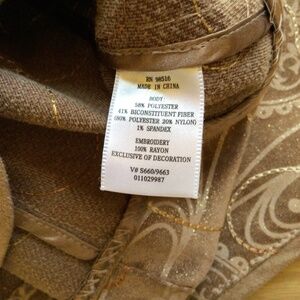 RN 98516
MADE IN CHINA
BODY:
58% POLYESTER
41% BICONSTITUENT FIBER
(80% POLYESTER 20% NYLON)
1% SPANDEX
EMBROIDERY
100% RAYON
EXCLUSIVE OF DECORATION
V# S660/9663
011029987